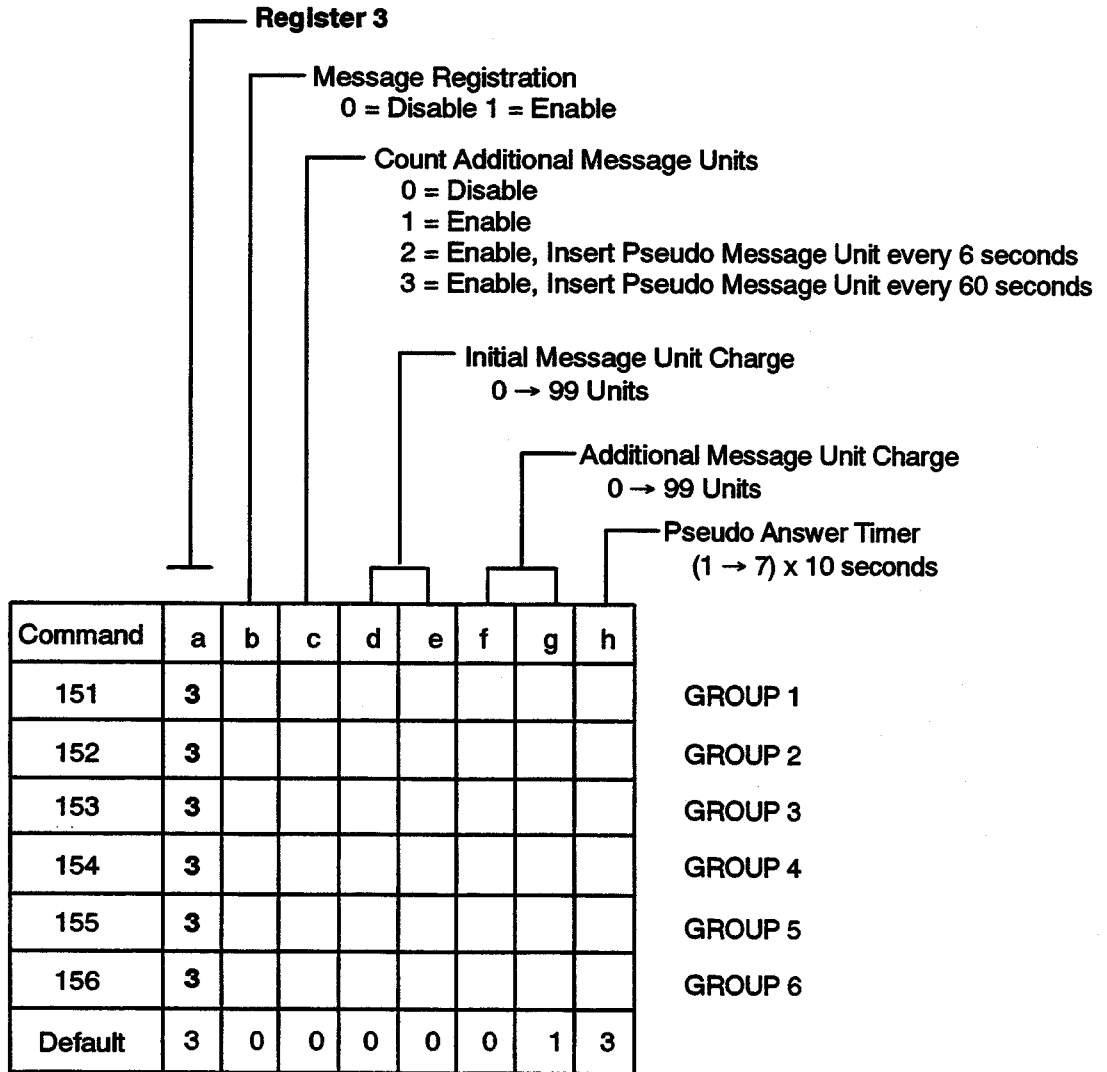 Register 3
Message Registration
0 = Disable 1 = Enable
Count Additional Message Units
0 = Disable
1 = Enable
2 = Enable, Insert Pseudo Message Unit every 6 seconds
3 = Enable, Insert Pseudo Message Unit every 60 seconds
Initial Message Unit Charge
0 → 99 Units
Additional Message Unit Charge
0 → 99 Units
Pseudo Answer Timer
(1 → 7) x 10 seconds
Command a b c d e f g h
151 3 GROUP 1
152 3 GROUP 2
153 3 GROUP 3
154 3 GROUP 4
155 3 GROUP 5
156 3 GROUP 6
Default 3 0 0 0 0 0 1 3